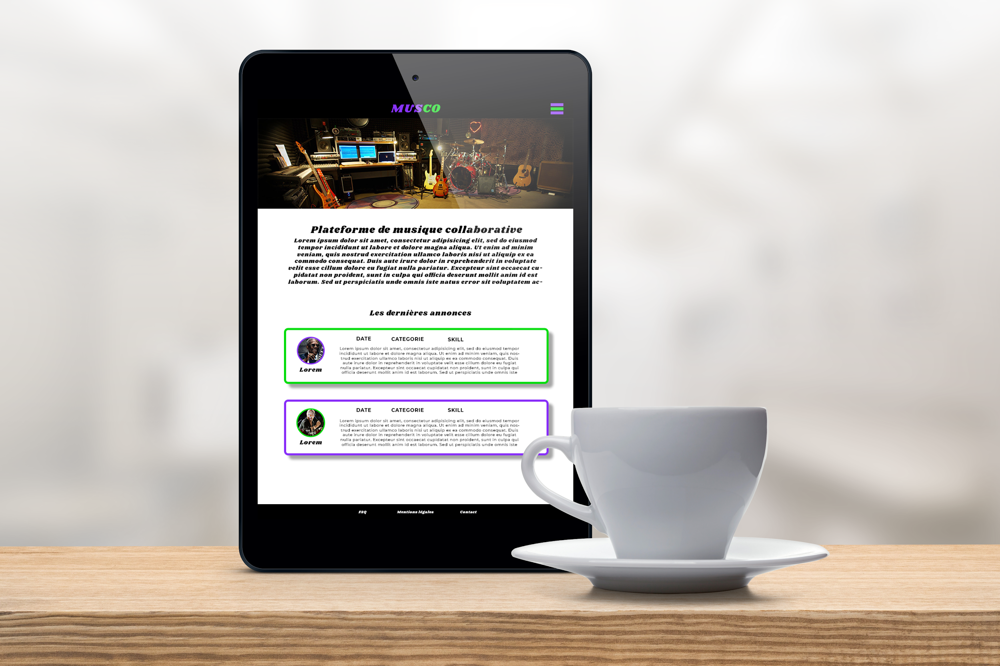 MUSCO
Plateforme de musique collaborative
Lorem ipsum dolor sit amet, consectetur adipisicing elit, sed do eiusmod
tempor incididunt ut labore et dolore magna aliqua. Ut enim ad minim
veniam, quis nostrud exercitation ullamco laboris nisi ut aliquip ex ea
commodo consequat. Duis aute irure dolor in reprehenderit in voluptate
velit esse cillum dolore eu fugiat nulla pariatur. Excepteur sint occaecat cu-
pidatat non proident, sunt in culpa qui officia deserunt mollit anim id est
laborum. Sed ut perspiciatis unde omnis iste natus error sit voluptatem ac-
Les dernières annonces
DATE CATEGORIE SKILL
Lorem ipsum dolor sit amet, consectetur adipisicing elit, sed do eiusmod tempor
incididunt ut labore et dolore magna aliqua. Ut enim ad minim veniam, quis nos-
trud exercitation ullamco laboris nisi ut aliquip ex ea commodo consequat. Duis
aute irure dolor in reprehenderit in voluptate velit esse cillum dolore eu fugiat
nulla pariatur. Excepteur sint occaecat cupidatat non proident, sunt in culpa qui
officia deserunt mollit anim id est laborum. Sed ut perspiciatis unde omnis iste
Lorem
DATE CATEGORIE SKILL
Lorem ipsum dolor sit amet, consectetur adipisicing elit, sed do eiusmod tempor
incididunt ut labore et dolore magna aliqua. Ut enim ad minim veniam, quis nos-
trud exercitation ullamco laboris nisi ut aliquip ex ea commodo consequat. Duis
aute irure dolor in reprehenderit in voluptate velit esse cillum dolore eu fugiat
nulla pariatur. Excepteur sint occaecat cupidatat non proident, sunt in culpa qui
officia deserunt mollit anim id est laborum. Sed ut perspiciatis unde omnis iste
Lorem
FAQ Mentions légales Contact